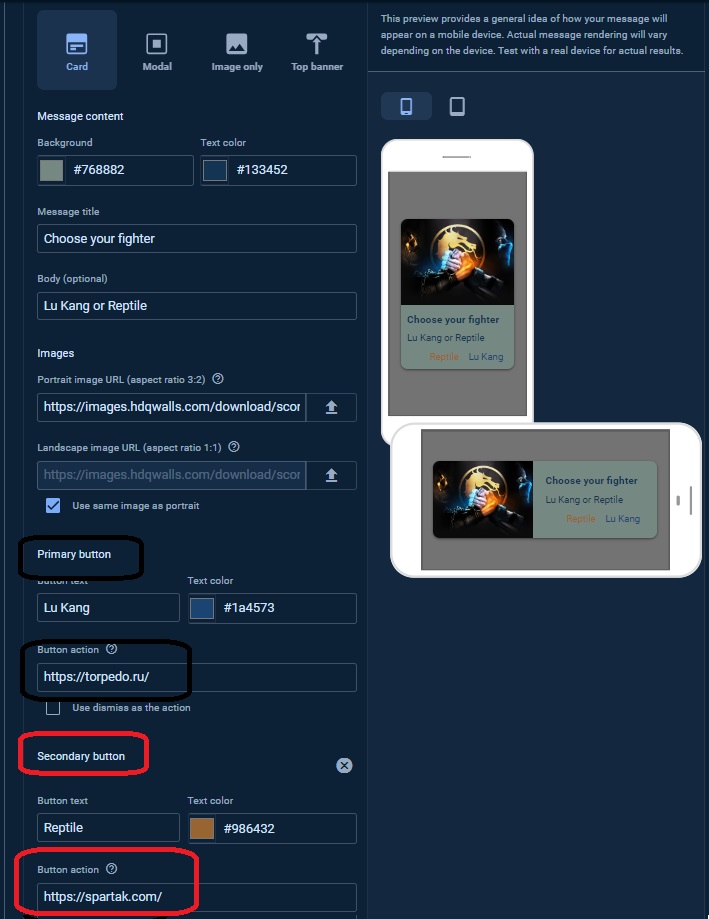 Card
Modal
Image only
Top banner
Message content
Background
Text color
#768882
#133452
Message title
Choose your fighter
Body (optional)
Lu Kang or Reptile
Images
Portrait image URL (aspect ratio 3:2)
https://images.hdqwalls.com/download/scor
Landscape image URL (aspect ratio 1:1)
https://images.hdqwalls.com/download/scor
Use same image as portrait
Primary button
Button text
Text color
Lu Kang
#1a4573
Button action
https://torpedo.ru/
Use dismiss as the action
Secondary button
Button text
Text color
Reptile
#986432
Button action
https://spartak.com/
This preview provides a general idea of how your message will
appear on a mobile device. Actual message rendering will vary
depending on the device. Test with a real device for actual results.
Choose your fighter
Lu Kang or Reptile
Reptile Lu Kang
Choose your fighter
Lu Kang or Reptile
Reptile Lu Kang